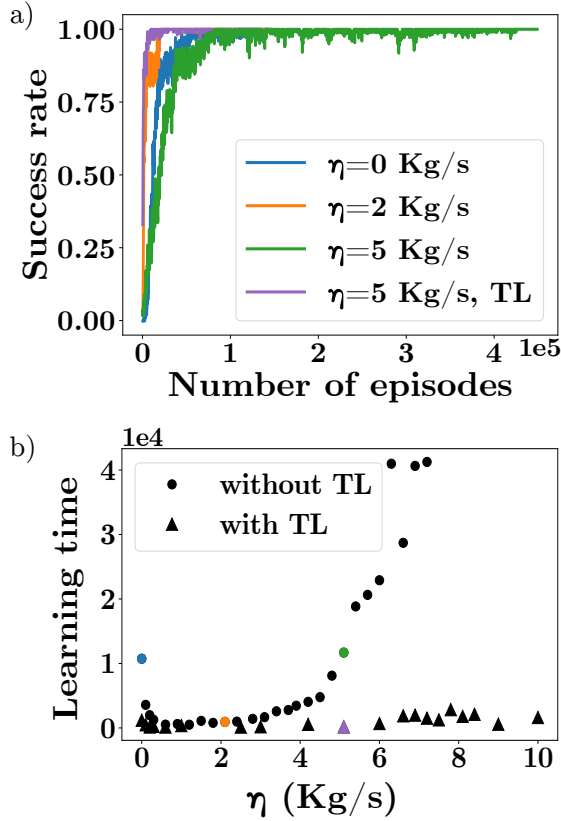 a)
1.00
0.75
0.50
0.25
0.00
Success rate
η=0 Kg/s
η=2 Kg/s
η=5 Kg/s
η=5 Kg/s, TL
0 1 2 3 4
1e5
Number of episodes
b)
1e4
4
3
2
1
0
Learning time
without TL
with TL
0 2 4 6 8 10
η (Kg/s)